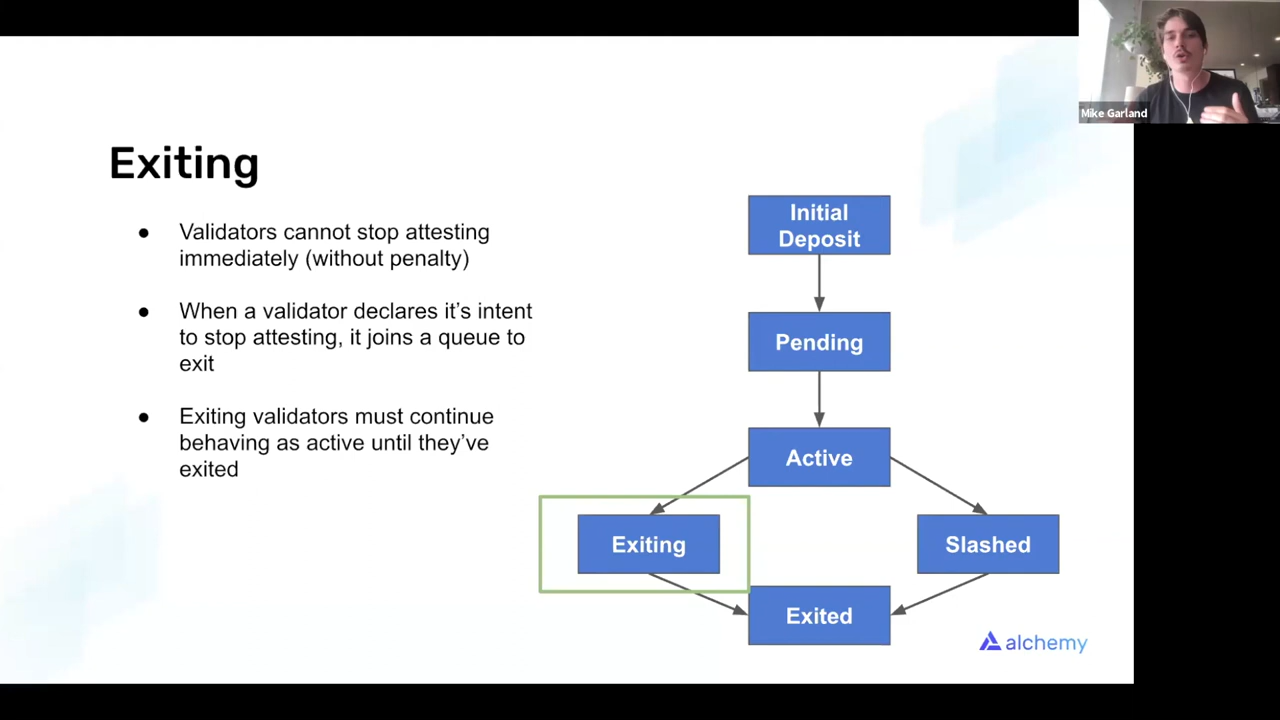 Mike Garland
Exiting
● Validators cannot stop attesting
immediately (without penalty)
● When a validator declares it’s intent
to stop attesting, it joins a queue to
exit
● Exiting validators must continue
behaving as active until they’ve
exited
Initial
Deposit
Pending
Active
Exiting
Slashed
Exited
alchemy